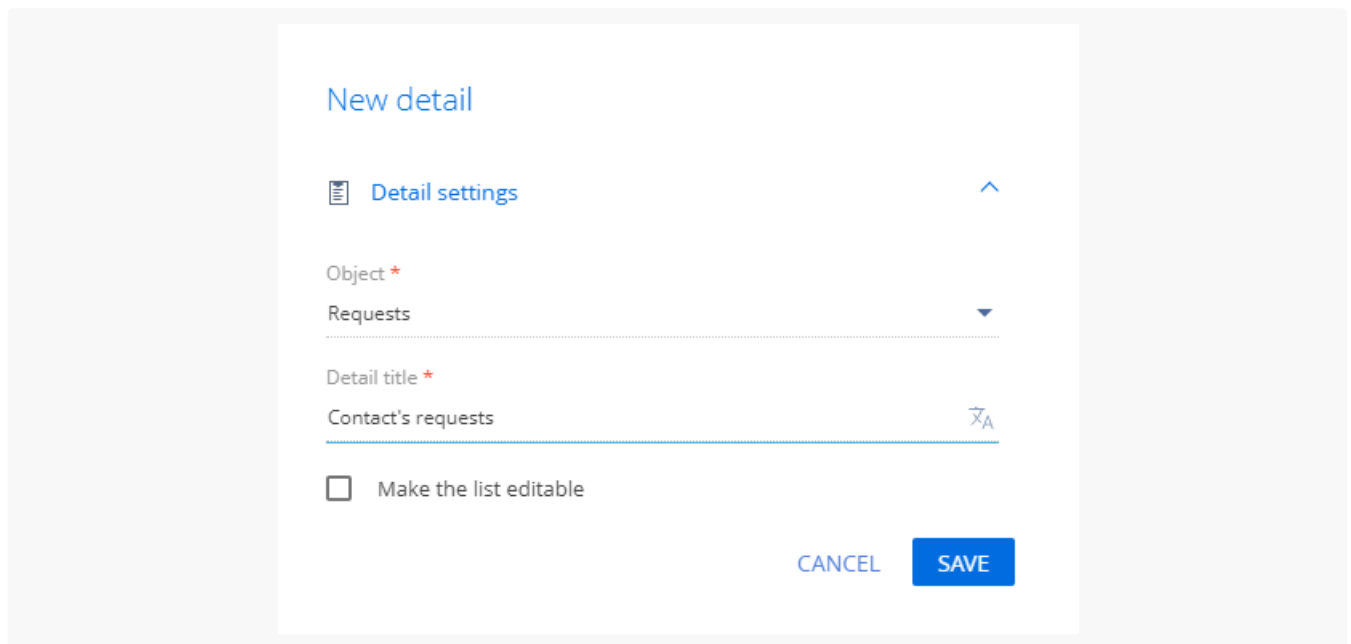 New detail
Detail settings
Object *
Requests
Detail title *
Contact's requests
Make the list editable
CANCEL SAVE